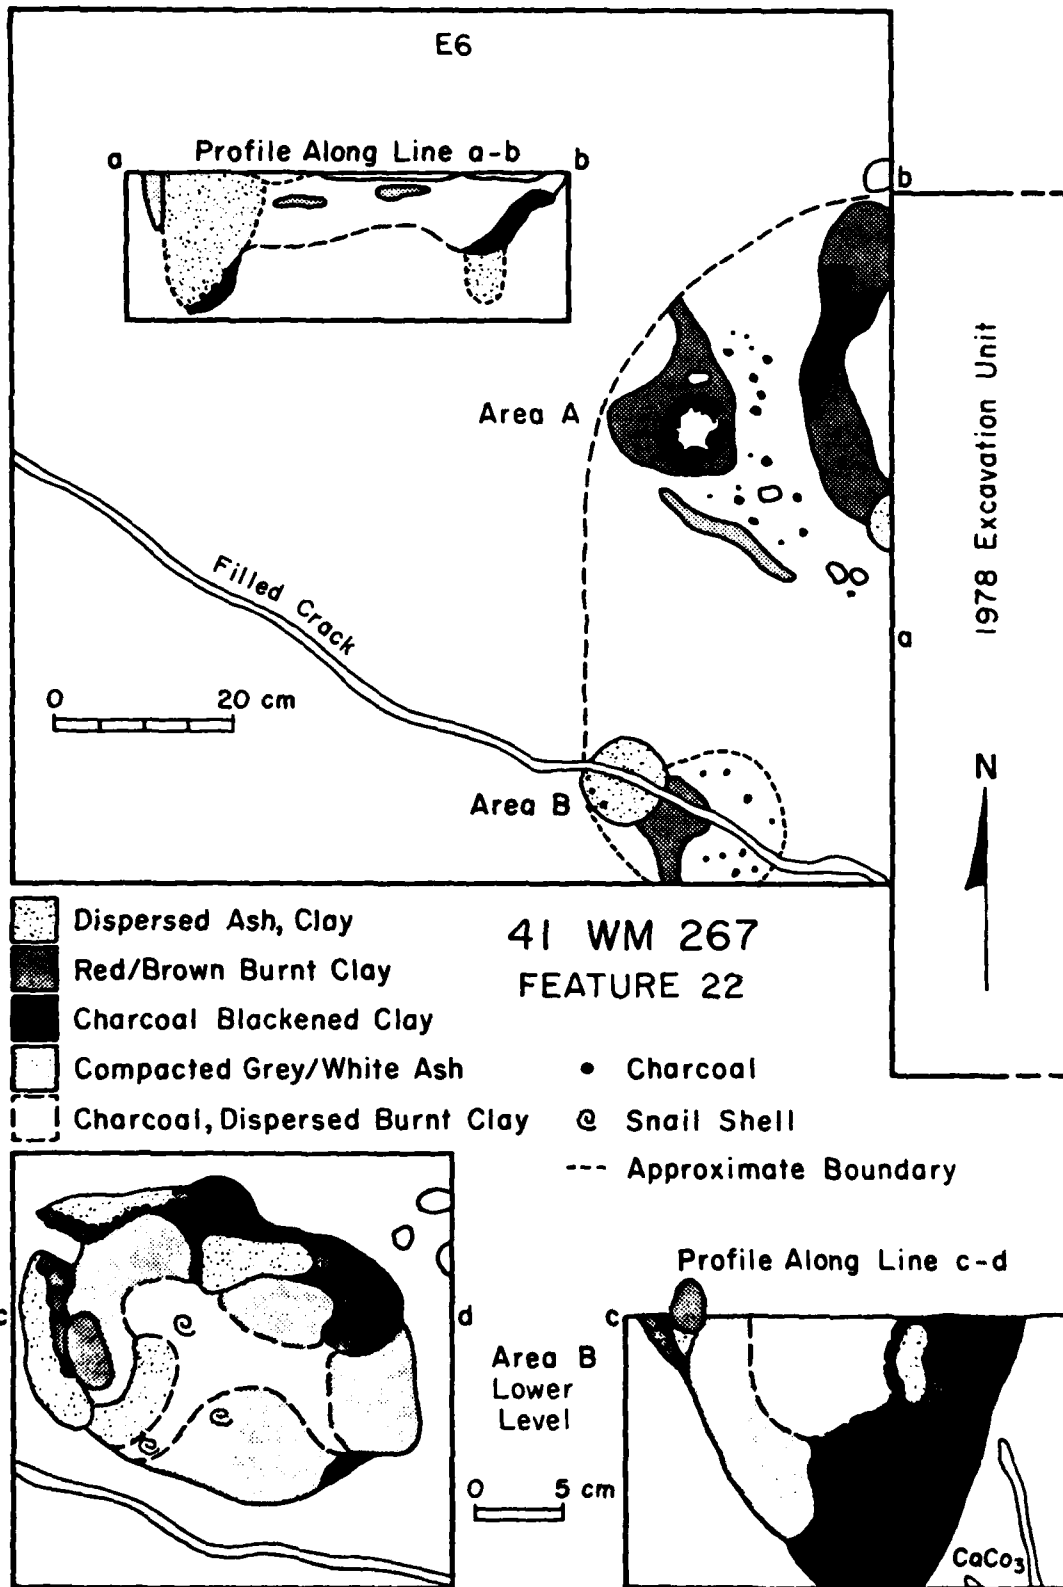 E6
a Profile Along Line a-b b
b
Area A
1978 Excavation Unit
Filled Crack
a
0 20 cm
N
Area B
Dispersed Ash, Clay
Red/Brown Burnt Clay
Charcoal Blackened Clay
Compacted Grey/White Ash
Charcoal, Dispersed Burnt Clay
41 WM 267
FEATURE 22
Charcoal
Snail Shell
Approximate Boundary
c
d
Area B
Lower
Level
0 5 cm
Profile Along Line c-d
c
CaCo3